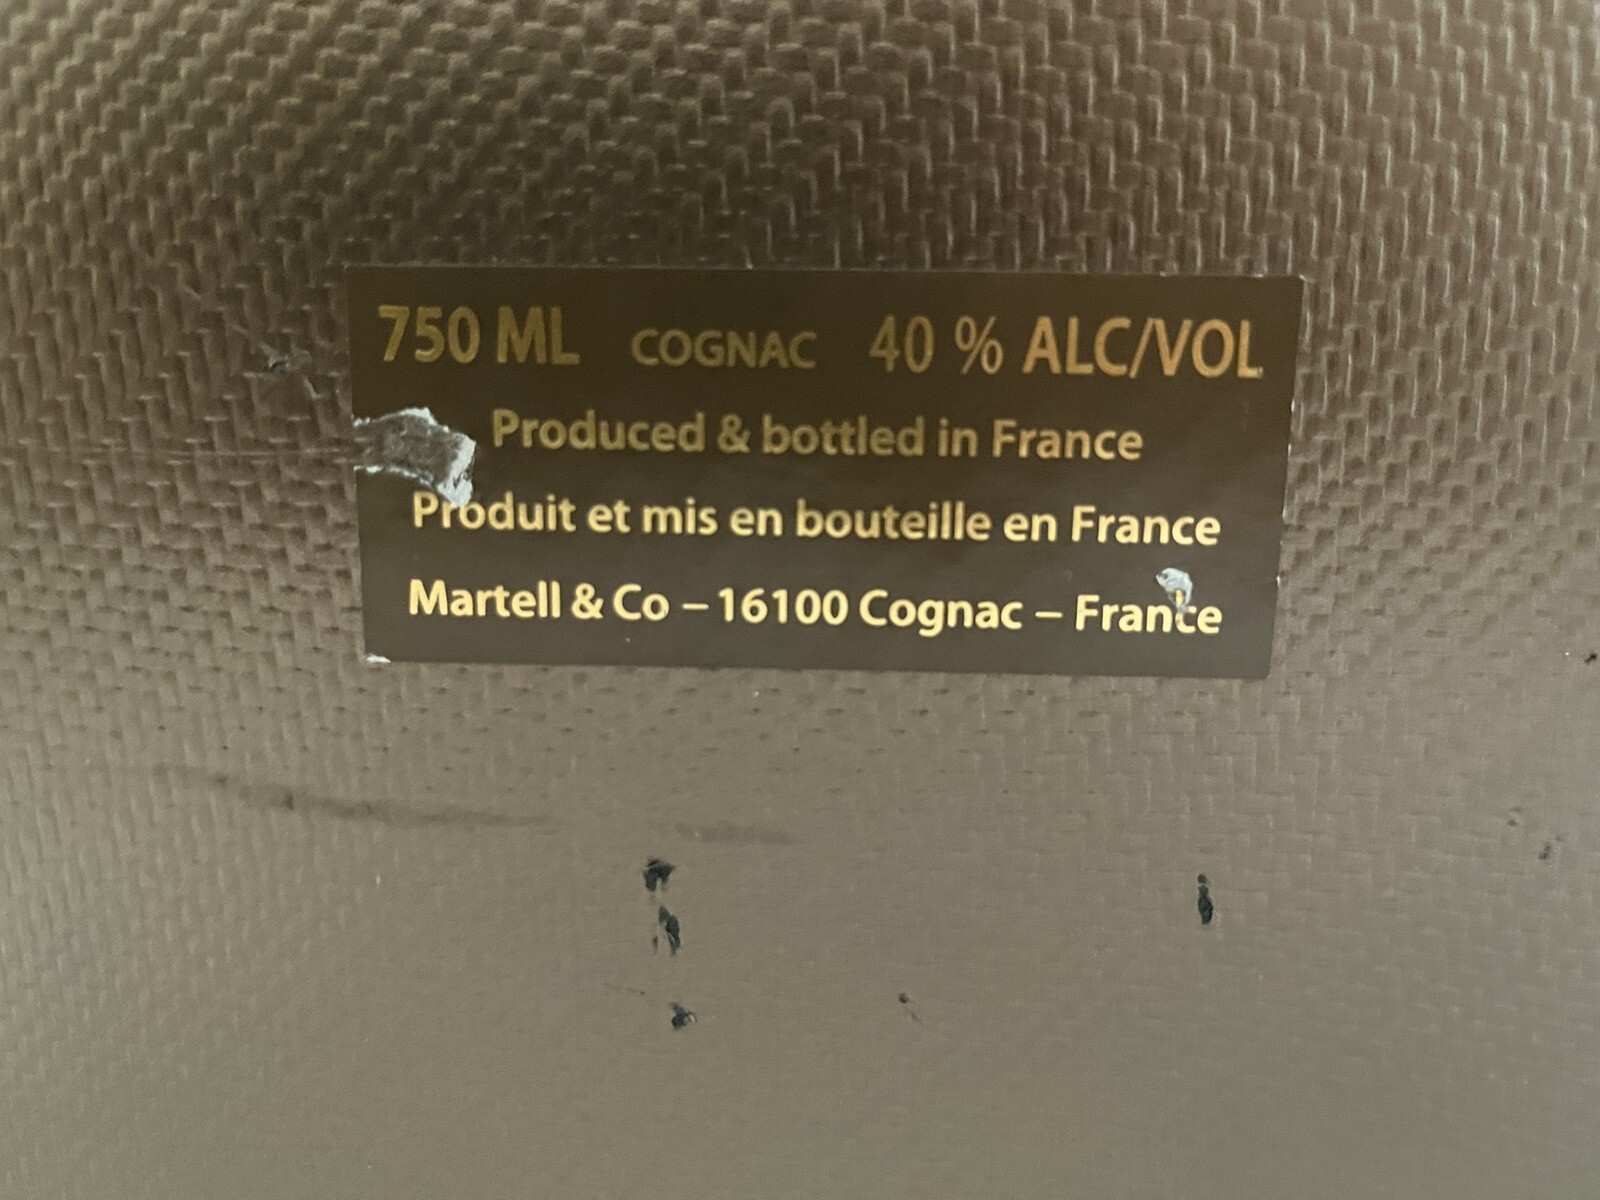 750 ML COGNAC 40 % ALC/VOL
Produced & bottled in France
Produit et mis en bouteille en France
Martell & Co – 16100 Cognac – France